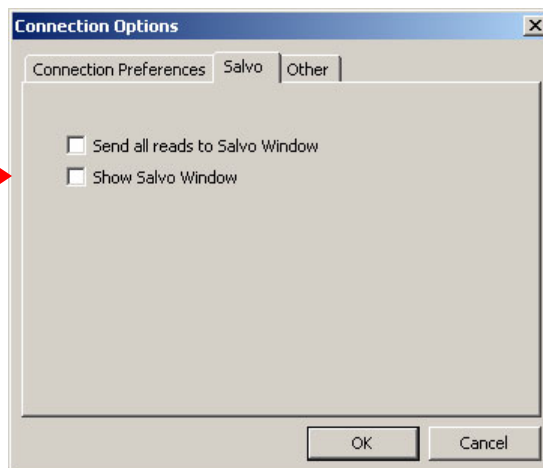 Connection Options
Connection Preferences Salvo Other
Send all reads to Salvo Window
Show Salvo Window
OK Cancel